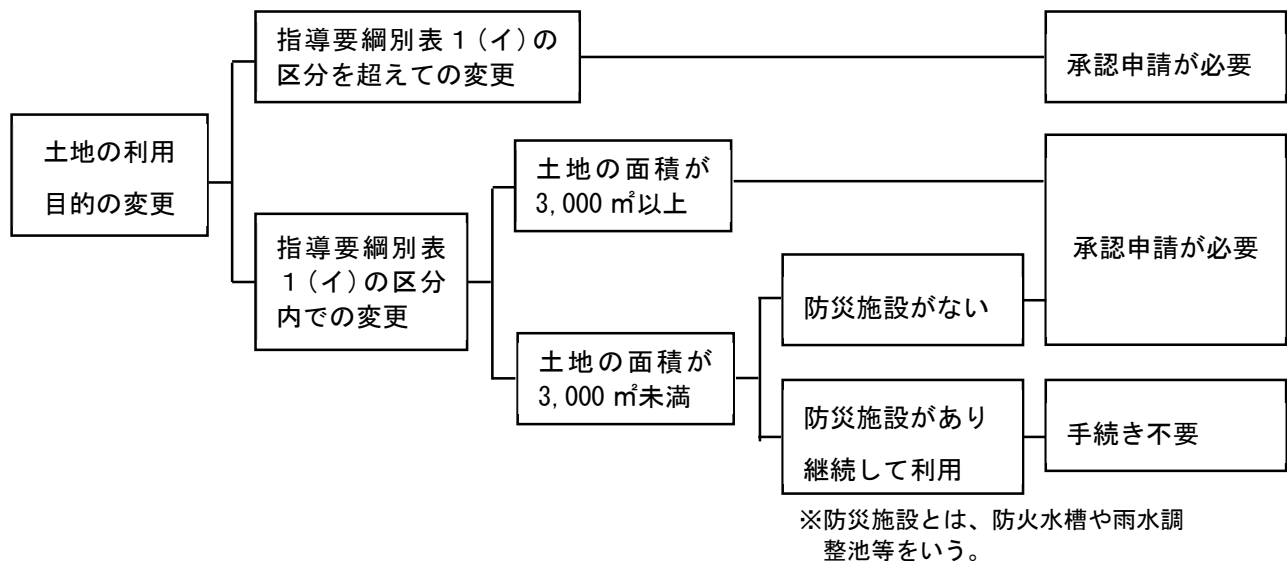 土地の利用
目的の変更
指導要綱別表１(イ)の
区分を超えての変更
承認申請が必要
指導要綱別表
１(イ)の区分
内での変更
土地の面積が
3,000 ㎡以上
承認申請が必要
土地の面積が
3,000 ㎡未満
防災施設がない
防災施設があり
継続して利用
手続き不要
※防災施設とは、防火水槽や雨水調
整池等をいう。